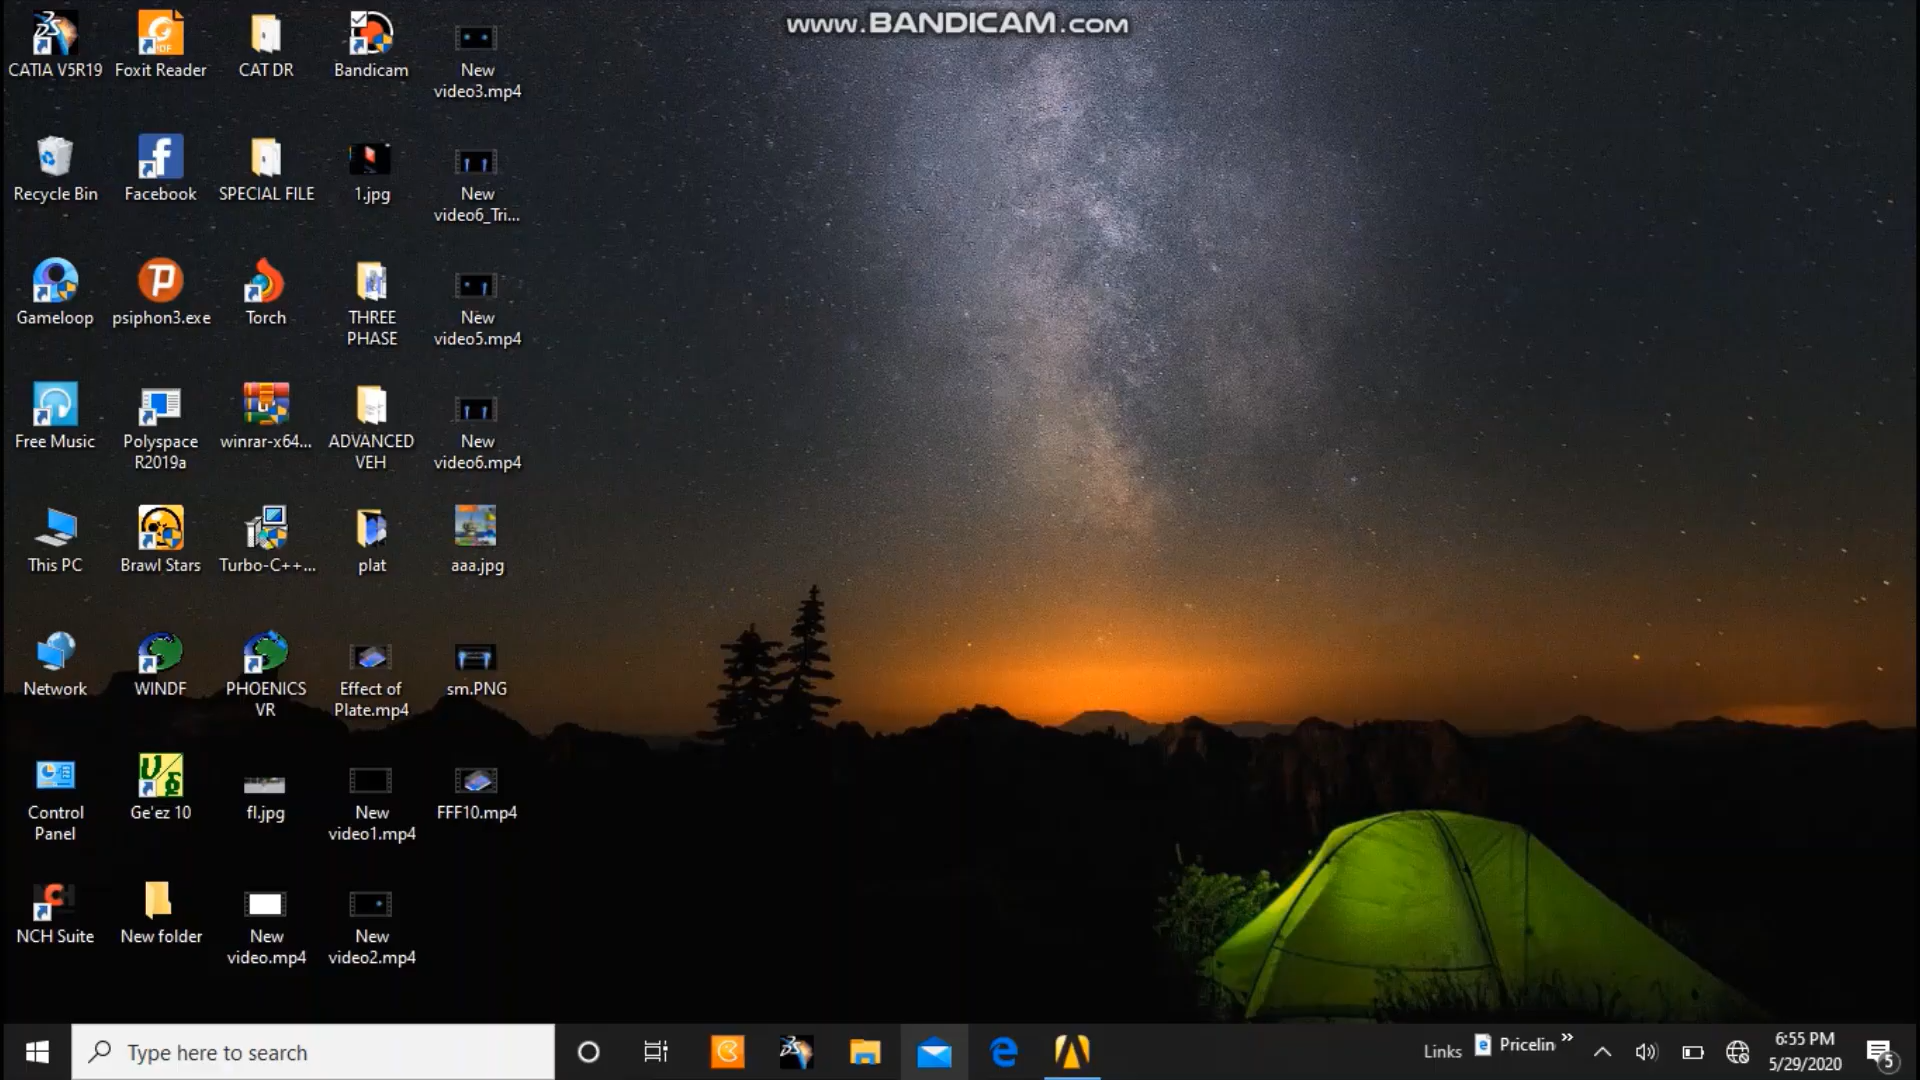 www.BANDICAM.com
CATIA V5R19
Foxit Reader
CAT DR
Bandicam
New
video3.mp4
Recycle Bin
Facebook
SPECIAL FILE
1.jpg
New
video6_Tri...
Gameloop
psiphon3.exe
Torch
THREE
PHASE
New
video5.mp4
Free Music
Polyspace
R2019a
winrar-x64...
ADVANCED
VEH
New
video6.mp4
This PC
Brawl Stars
Turbo-C++...
plat
aaa.jpg
Network
WINDF
PHOENICS
VR
Effect of
Plate.mp4
sm.PNG
Control
Panel
Ge'ez 10
fl.jpg
New
video1.mp4
FFF10.mp4
NCH Suite
New folder
New
video.mp4
New
video2.mp4
Type here to search
Links
Pricelin
6:55 PM
5/29/2020
5